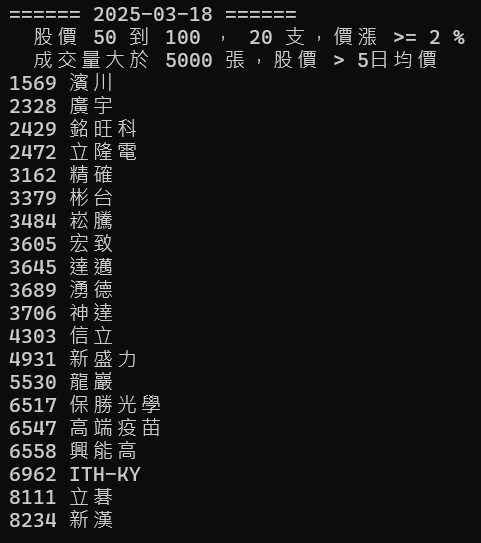 ====== 2025-03-18 ======
股價 50 到 100 , 20 支,價漲 >= 2 %
成交量大於 5000 張,股價 > 5日均價
1569 濱川
2328 廣宇
2429 銘旺科
2472 立隆電
3162 精確
3379 彬台
3484 崧騰
3605 宏致
3645 達邁
3689 湧德
3706 神達
4303 信立
4931 新盛力
5530 龍巖
6517 保勝光學
6547 高端疫苗
6558 興能高
6962 ITH-KY
8111 立碁
8234 新漢